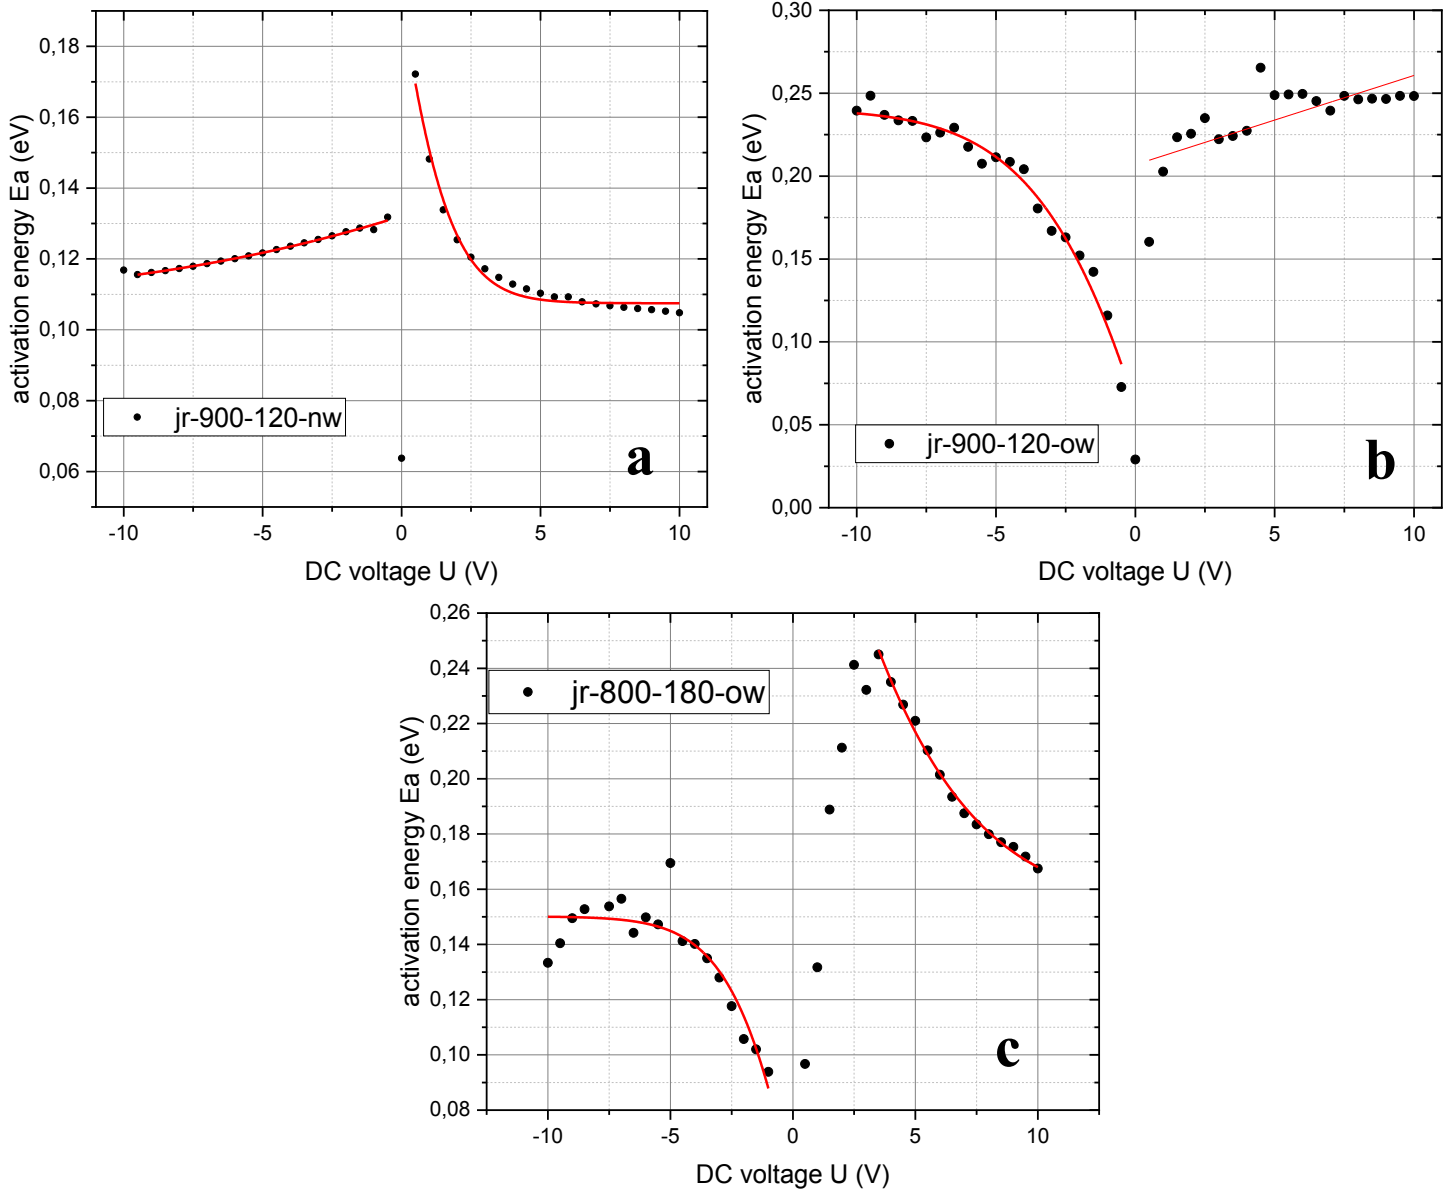 activation energy Ea (eV)
0,18
0,16
0,14
0,12
0,10
0,08
0,06
jr-900-120-nw
a
-10 -5 0 5 10
DC voltage U (V)
activation energy Ea (eV)
0,30
0,25
0,20
0,15
0,10
0,05
0,00
jr-900-120-ow
b
-10 -5 0 5 10
DC voltage U (V)
activation energy Ea (eV)
0,26
0,24
0,22
0,20
0,18
0,16
0,14
0,12
0,10
0,08
jr-800-180-ow
c
-10 -5 0 5 10
DC voltage U (V)